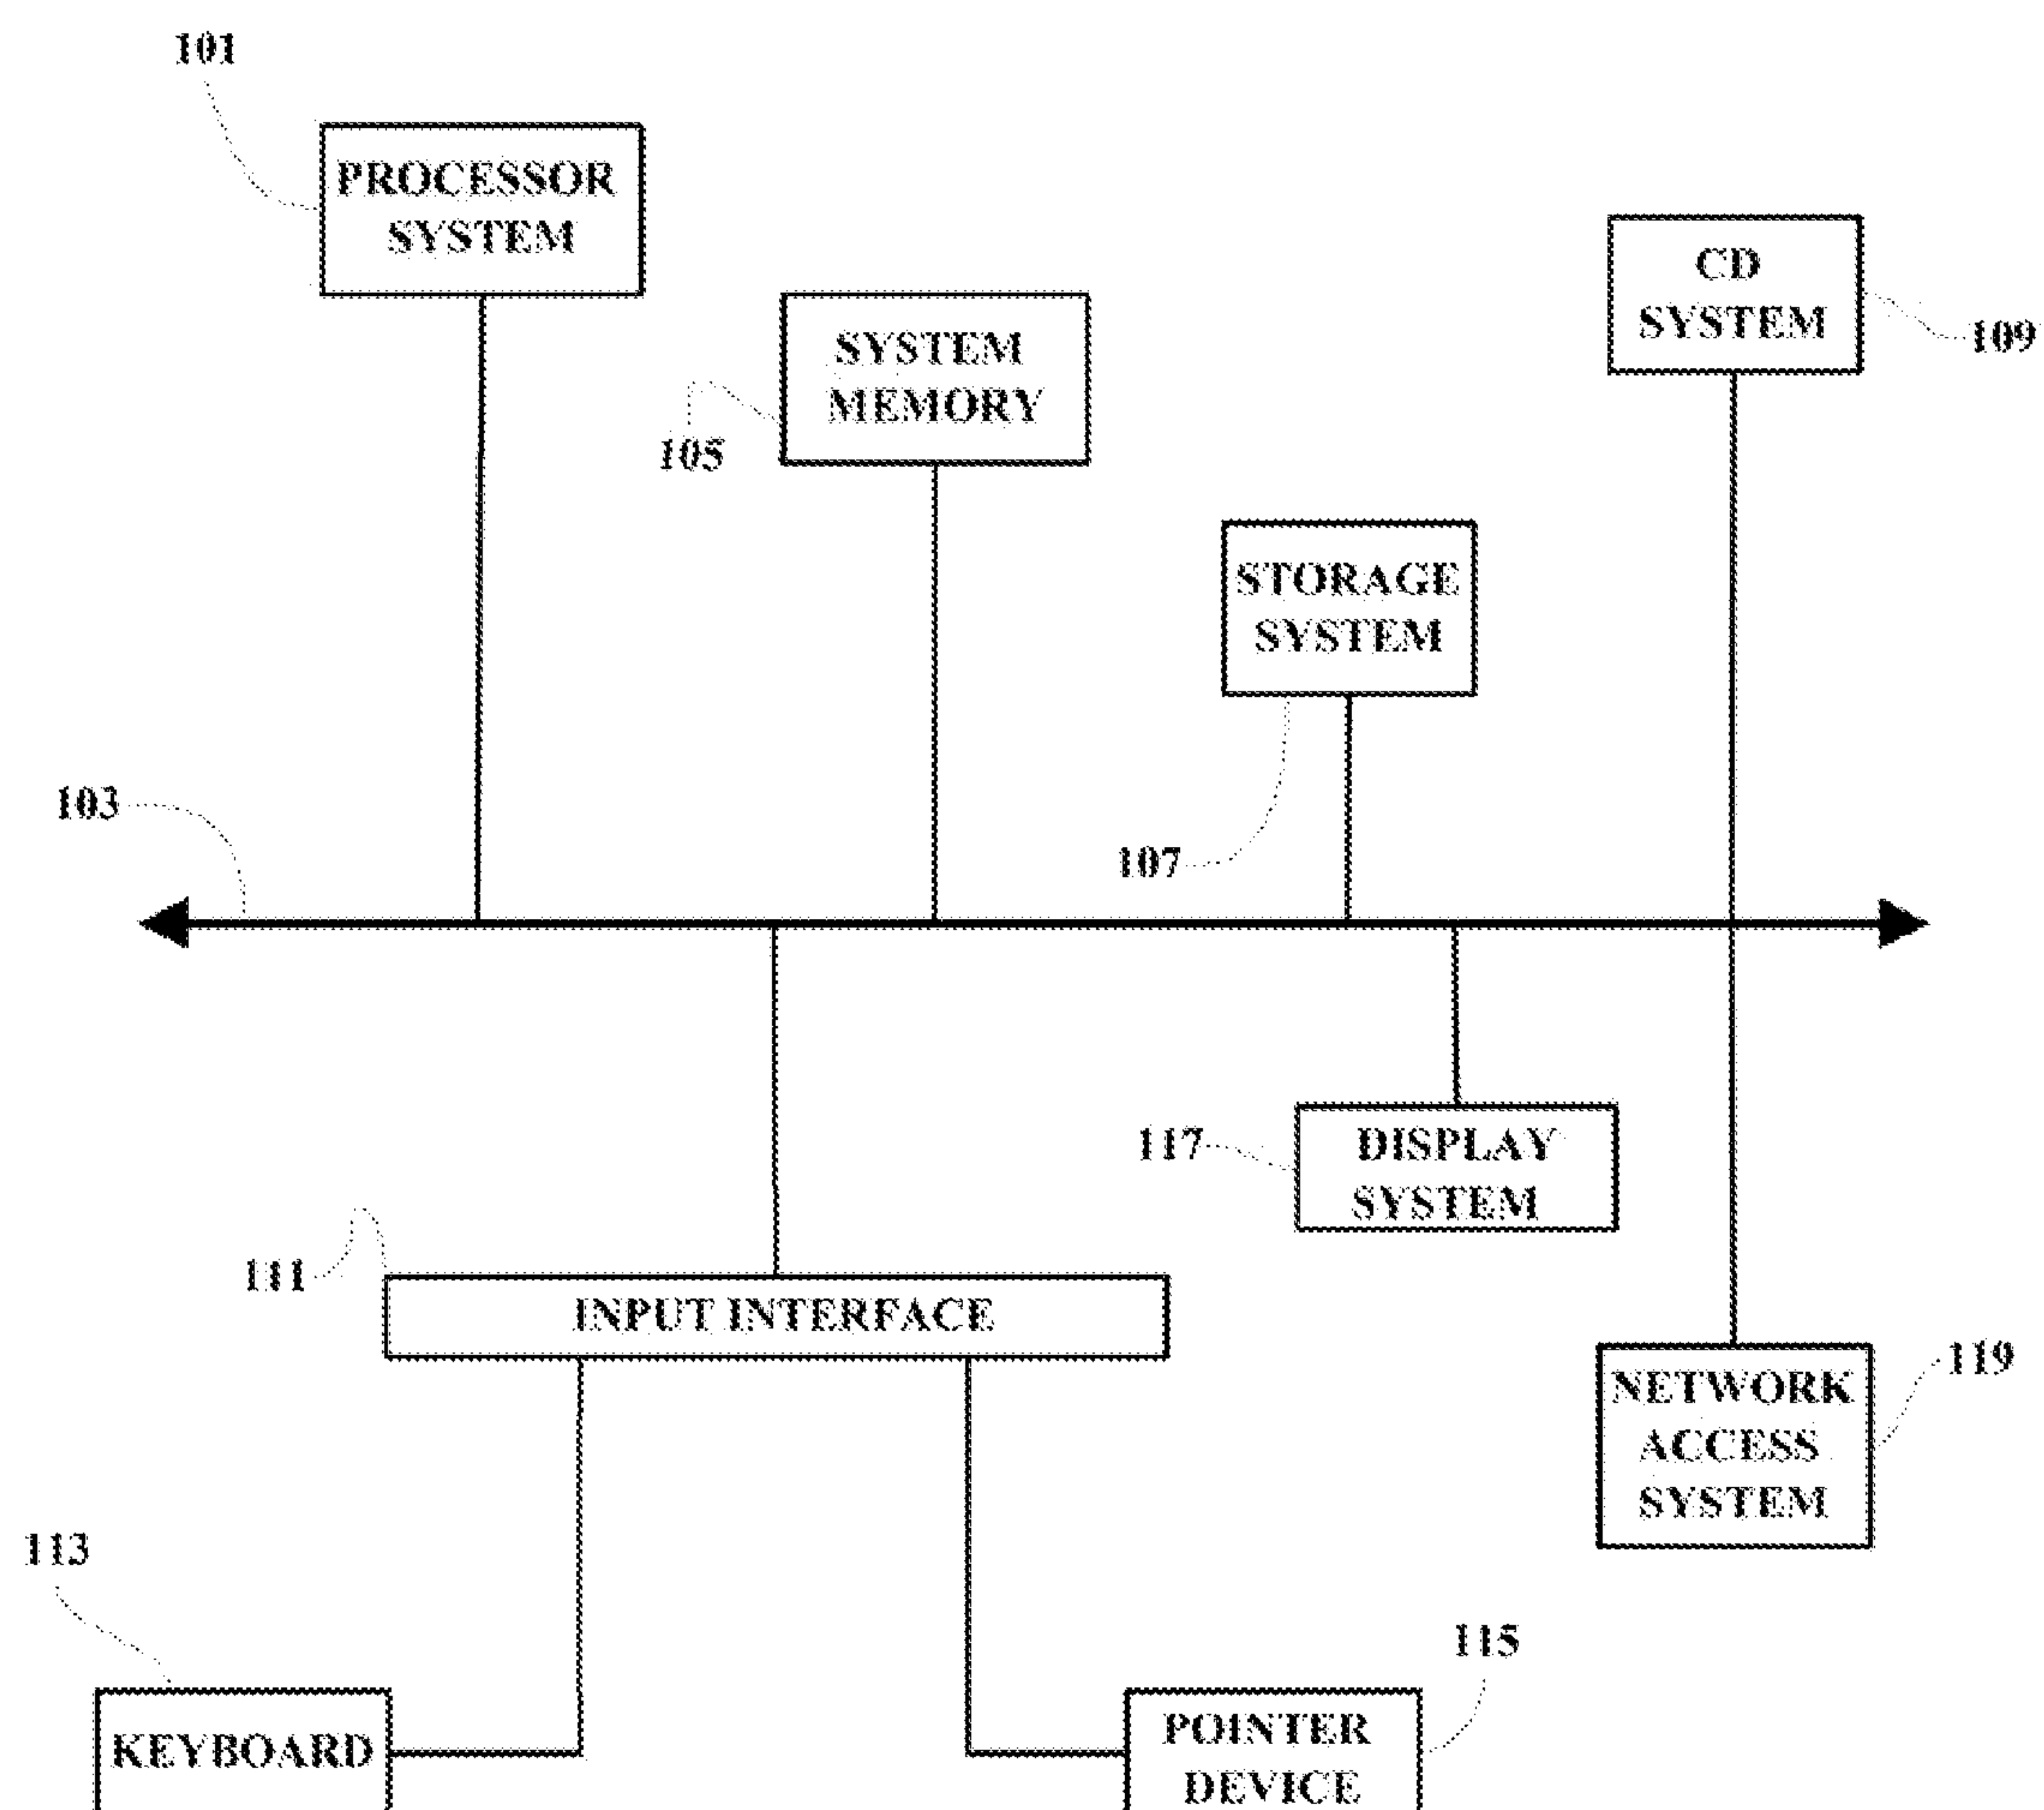 101
PROCESSOR
SYSTEM
CD
SYSTEM
109
SYSTEM
MEMORY
105
STORAGE
SYSTEM
107
103
117
DISPLAY
SYSTEM
111
INPUT INTERFACE
119
NETWORK
ACCESS
SYSTEM
113
KEYBOARD
115
POINTER
DEVICE